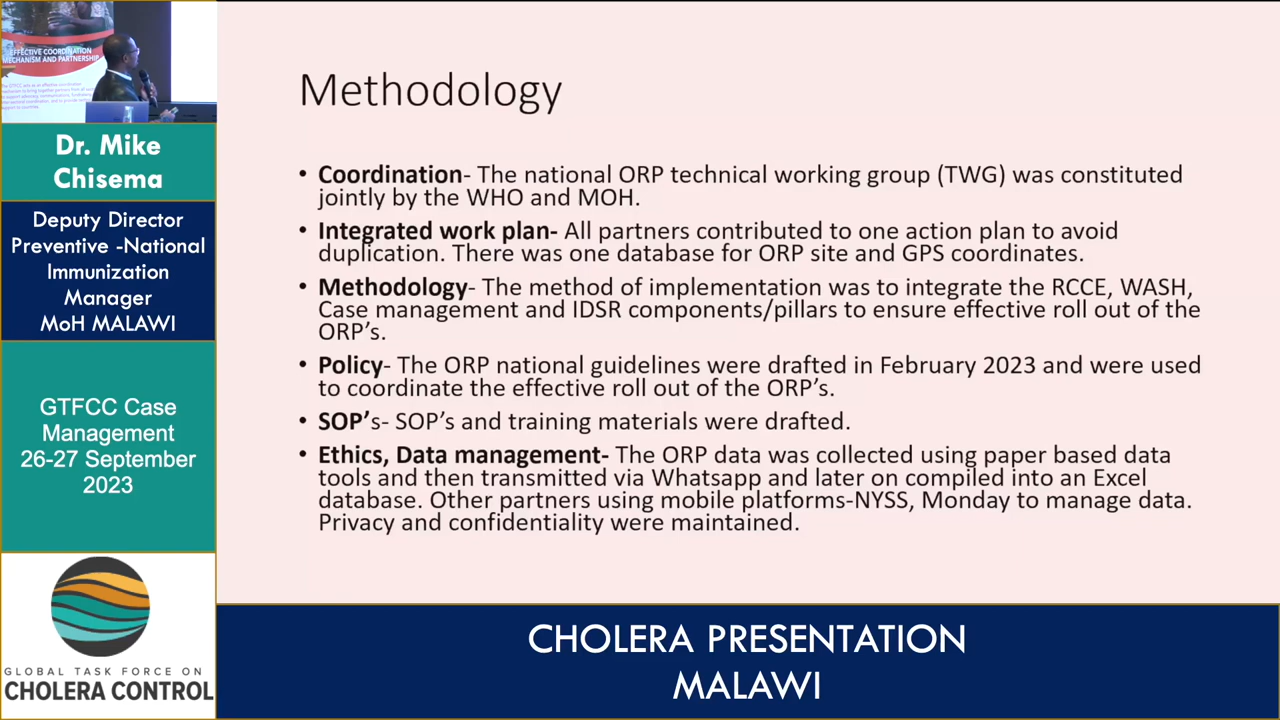 EFFECTIVE COORDINATION
MECHANISM AND PARTNERSHIP
Dr. Mike
Chisema
Deputy Director
Preventive -National
Immunization
Manager
MoH MALAWI
GTFCC Case
Management
26-27 September
2023
GLOBAL TASK FORCE ON
CHOLERA CONTROL
Methodology
• Coordination- The national ORP technical working group (TWG) was constituted
jointly by the WHO and MOH.
• Integrated work plan- All partners contributed to one action plan to avoid
duplication. There was one database for ORP site and GPS coordinates.
• Methodology- The method of implementation was to integrate the RCCE, WASH,
Case management and IDSR components/pillars to ensure effective roll out of the
ORP's.
• Policy- The ORP national guidelines were drafted in February 2023 and were used
to coordinate the effective roll out of the ORP's.
• SOP's- SOP's and training materials were drafted.
• Ethics, Data management- The ORP data was collected using paper based data
tools and then transmitted via Whatsapp and later on compiled into an Excel
database. Other partners using mobile platforms-NYSS, Monday to manage data.
Privacy and confidentiality were maintained.
CHOLERA PRESENTATION
MALAWI